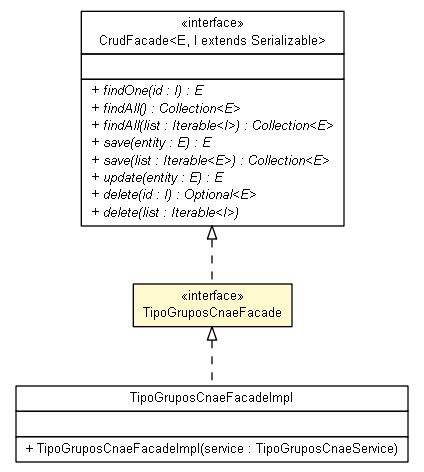 «interface»
CrudFacade<E, I extends Serializable>
+ findOne(id : I) : E
+ findAll() : Collection<E>
+ findAll(list : Iterable<I>) : Collection<E>
+ save(entity : E) : E
+ save(list : Iterable<E>) : Collection<E>
+ update(entity : E) : E
+ delete(id : I) : Optional<E>
+ delete(list : Iterable<I>)
«interface»
TipoGruposCnaeFacade
TipoGruposCnaeFacadeImpl
+ TipoGruposCnaeFacadeImpl(service : TipoGruposCnaeService)